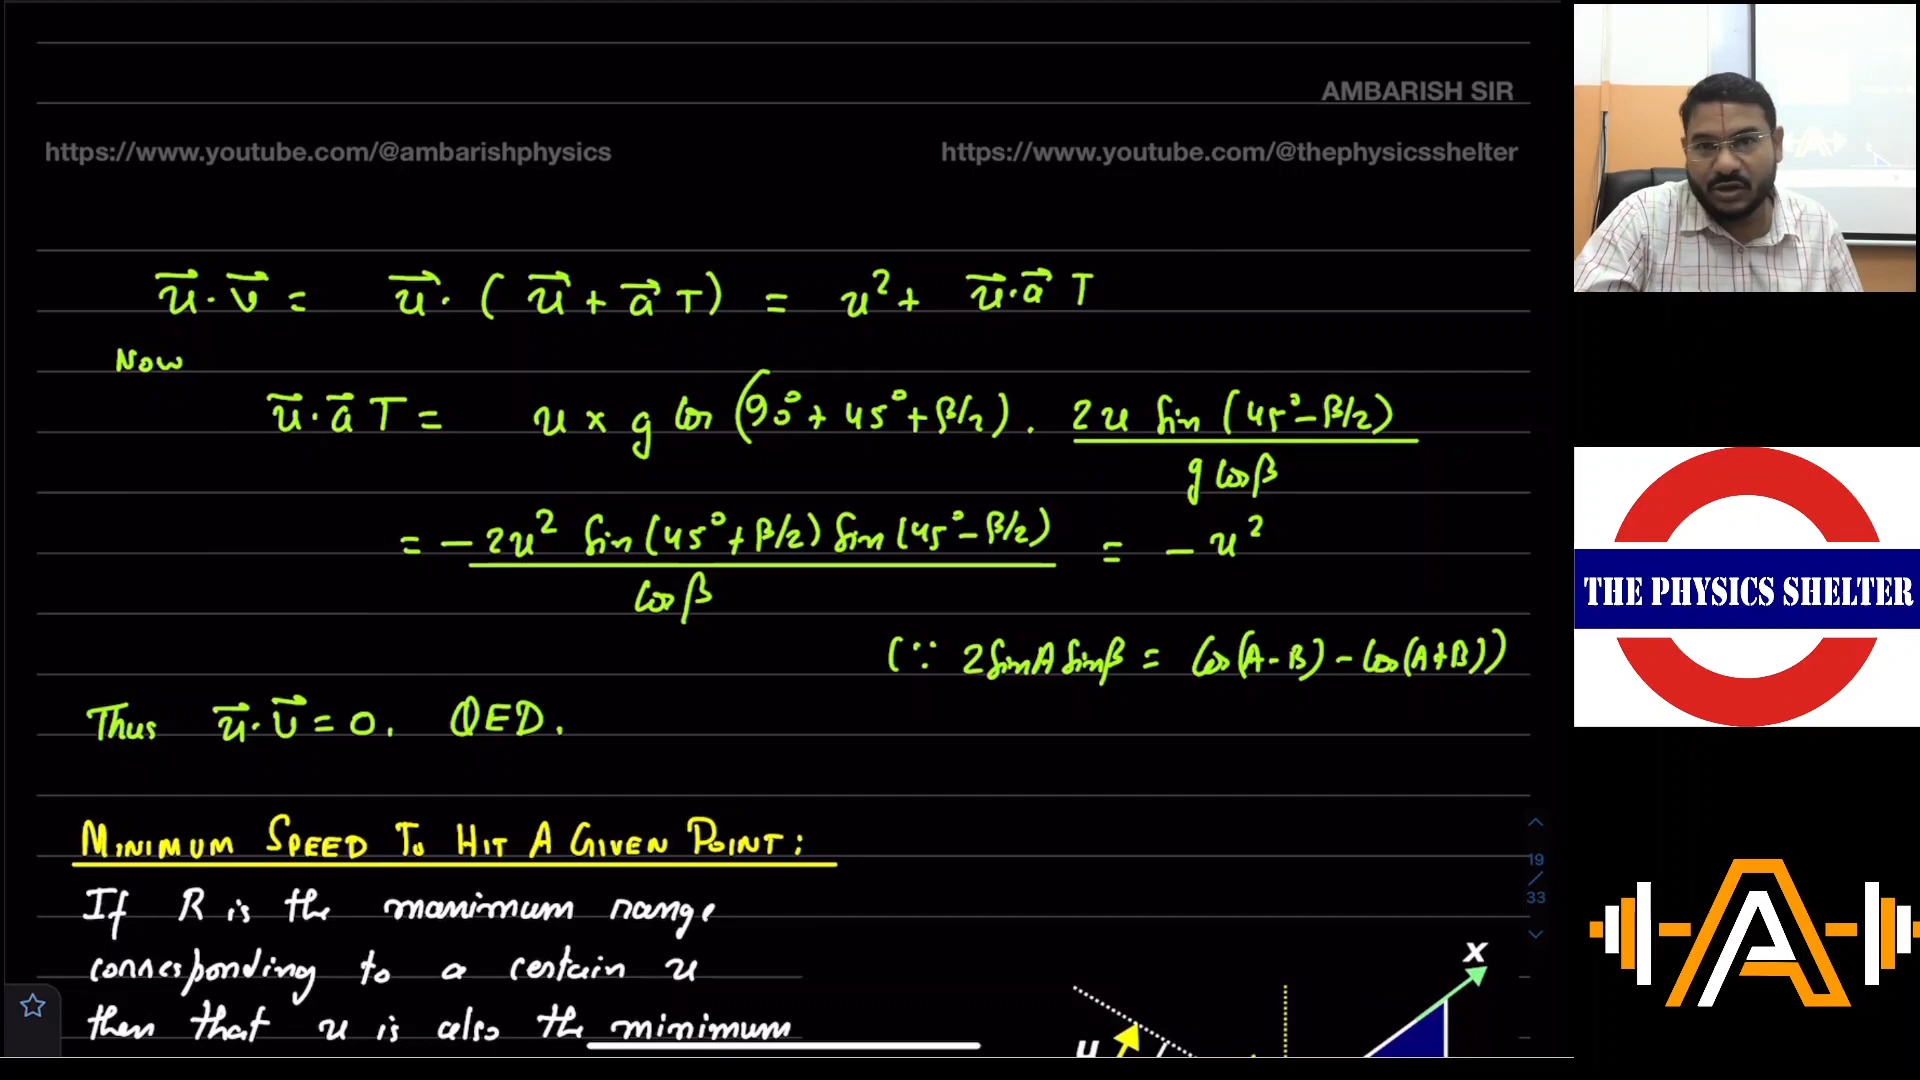 AMBARISH SIR
https://www.youtube.com/@ambarishphysics
https://www.youtube.com/@thephysicsshelter
u⃗·v⃗ = u⃗·(u⃗ + a⃗ T) = u² + u⃗·a⃗ T
Now
u⃗·a⃗ T = u × g cos (90° + 45° + β/2) . 2u sin (45° - β/2) / g cosβ
= - 2u² sin (45° + β/2) sin (45° - β/2) / cosβ = - u²
(∵ 2 sinA sinβ = cos(A-B) - cos(A+B))
Thus u⃗·v⃗ = 0. QED.
MINIMUM SPEED TO HIT A GIVEN POINT:
If R is the maximum range
corresponding to a certain u
then that u is also the minimum
x
u
19
/
33
THE PHYSICS SHELTER
A